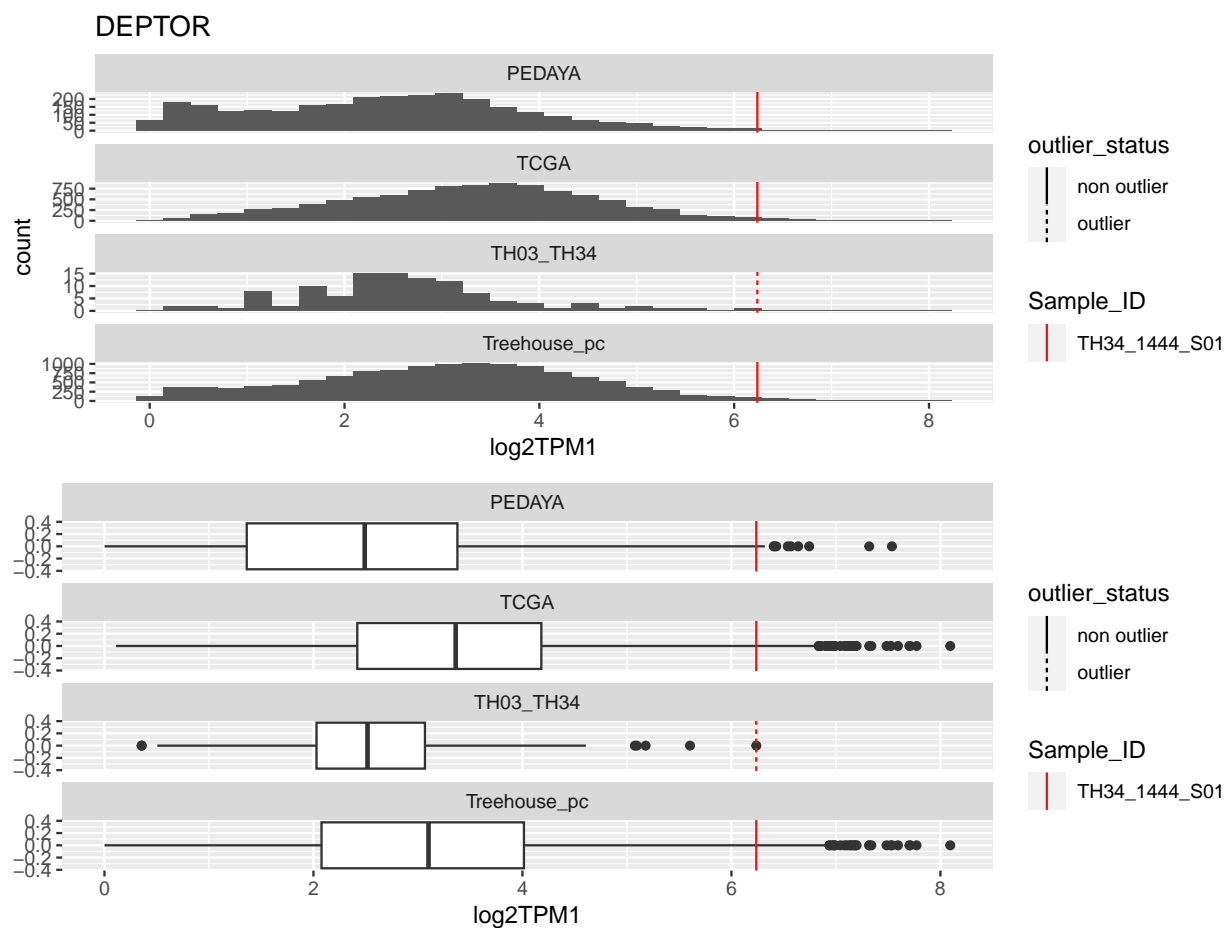 DEPTOR
PEDAYA
200
150
100
50
0
TCGA
750
500
250
0
TH03_TH34
15
10
5
0
Treehouse_pc
1000
750
500
250
0
0 2 4 6 8
log2TPM1
count
outlier_status
non outlier
outlier
Sample_ID
TH34_1444_S01
PEDAYA
0.4
0.2
0.0
−0.2
−0.4
TCGA
0.4
0.2
0.0
−0.2
−0.4
TH03_TH34
0.4
0.2
0.0
−0.2
−0.4
Treehouse_pc
0.4
0.2
0.0
−0.2
−0.4
0 2 4 6 8
log2TPM1
outlier_status
non outlier
outlier
Sample_ID
TH34_1444_S01